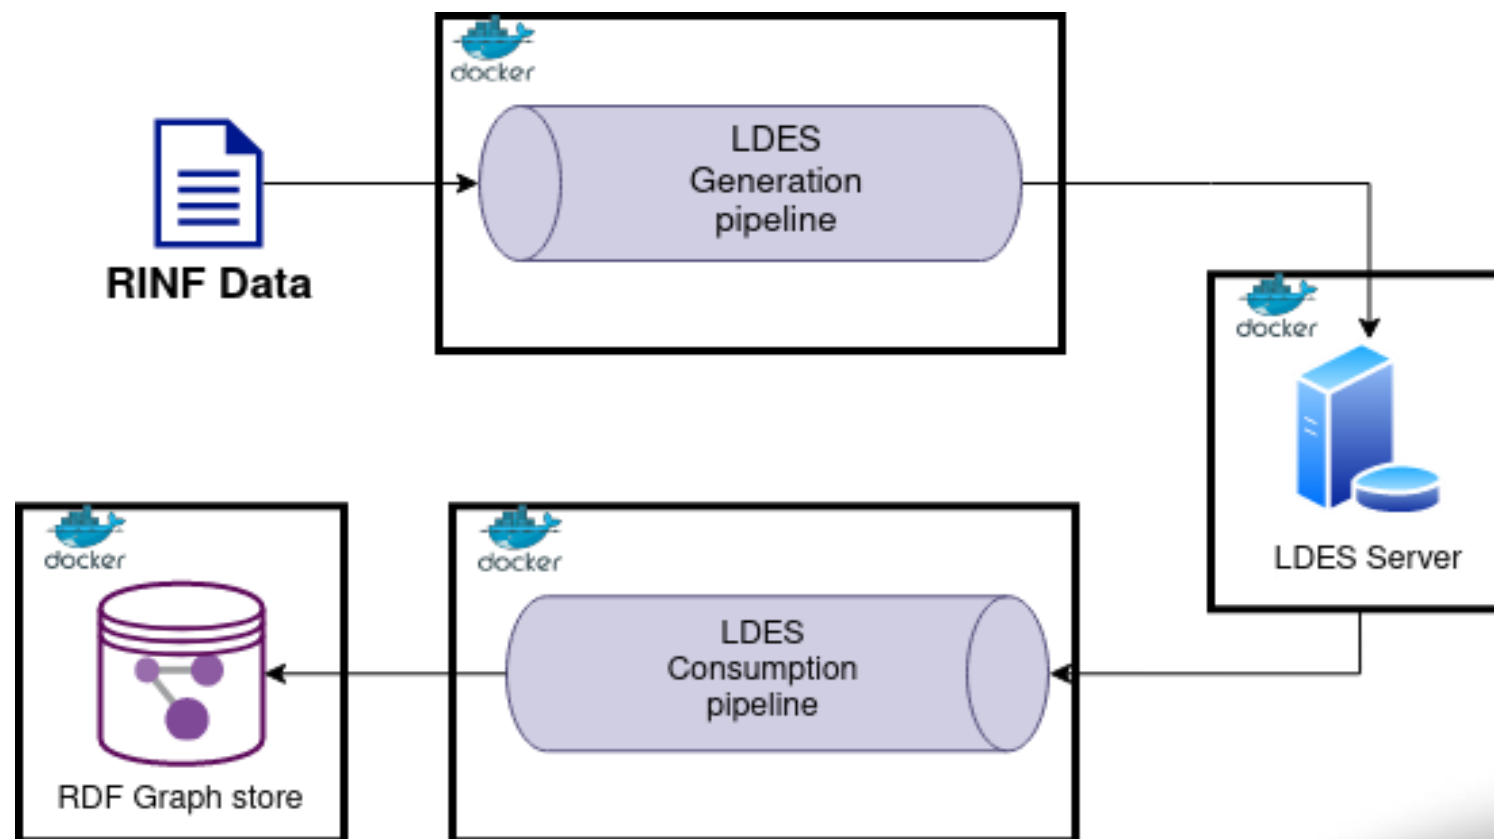 docker
LDES
Generation
pipeline
RINF Data
docker
LDES Server
docker
LDES
Consumption
pipeline
docker
RDF Graph store